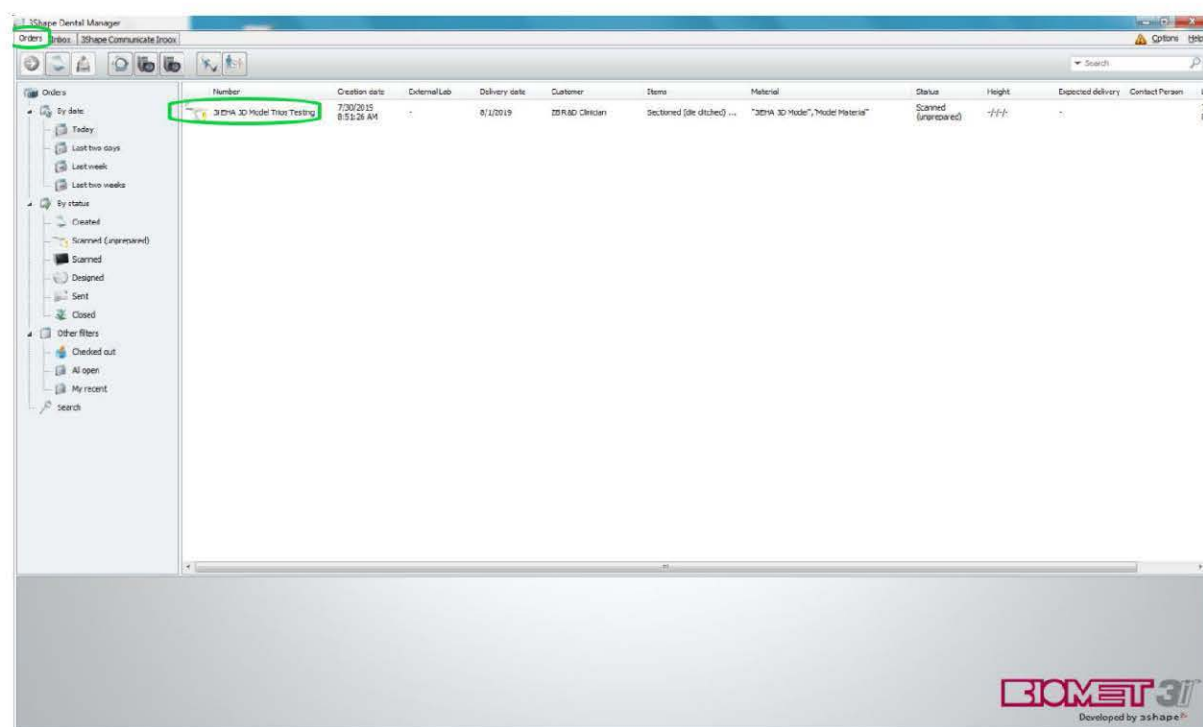 3Shape Dental Manager
Orders Inbox 3Shape Communicate Inbox
Options Help
Search
Orders
By date
Today
Last two days
Last week
Last two weeks
By status
Created
Scanned (unprepared)
Scanned
Designed
Sent
Closed
Other filters
Checked out
All open
My recent
Search
Number Creation date External Lab Delivery date Customer Items Material Status Height Expected delivery Contact Person
3iEHA 3D Model Trios Testing 7/30/2015 8:51:26 AM - 8/1/2019 ZB R&D Clinician Sectioned (die ditched) ... "3iEHA 3D Model","Model Material" Scanned (unprepared) -/-/-/- -
BIOMET 3i
Developed by 3shape